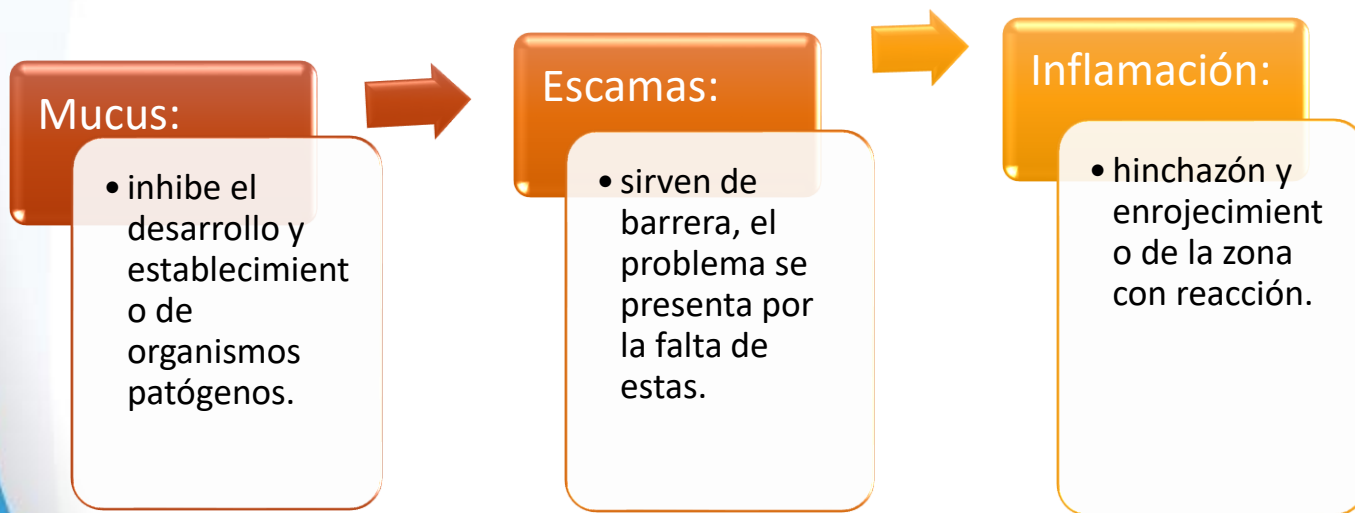 Mucus:
• inhibe el
desarrollo y
establecimient
o de
organismos
patógenos.
Escamas:
• sirven de
barrera, el
problema se
presenta por
la falta de
estas.
Inflamación:
• hinchazón y
enrojecimient
o de la zona
con reacción.